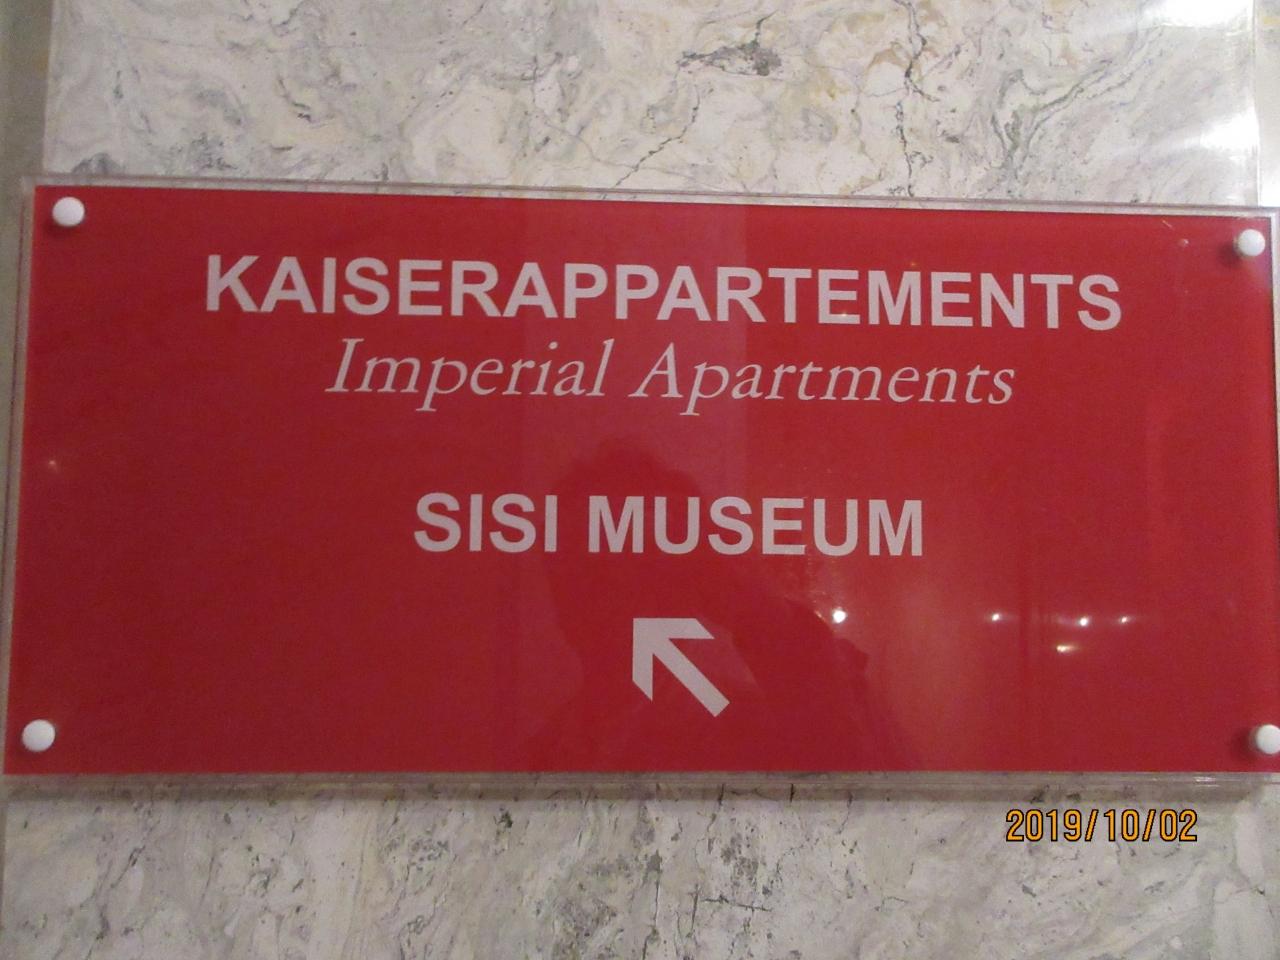 KAISERAPPARTEMENTS
Imperial Apartments
SISI MUSEUM
2019/10/02